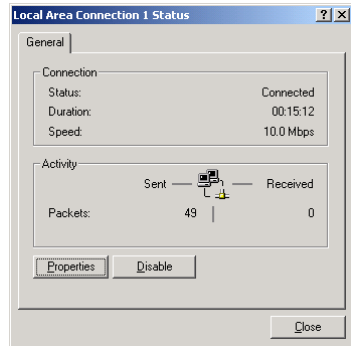 Local Area Connection 1 Status
General
Connection
Status: Connected
Duration: 00:15:12
Speed: 10.0 Mbps
Activity
Sent Received
Packets: 49 0
Properties Disable
Close